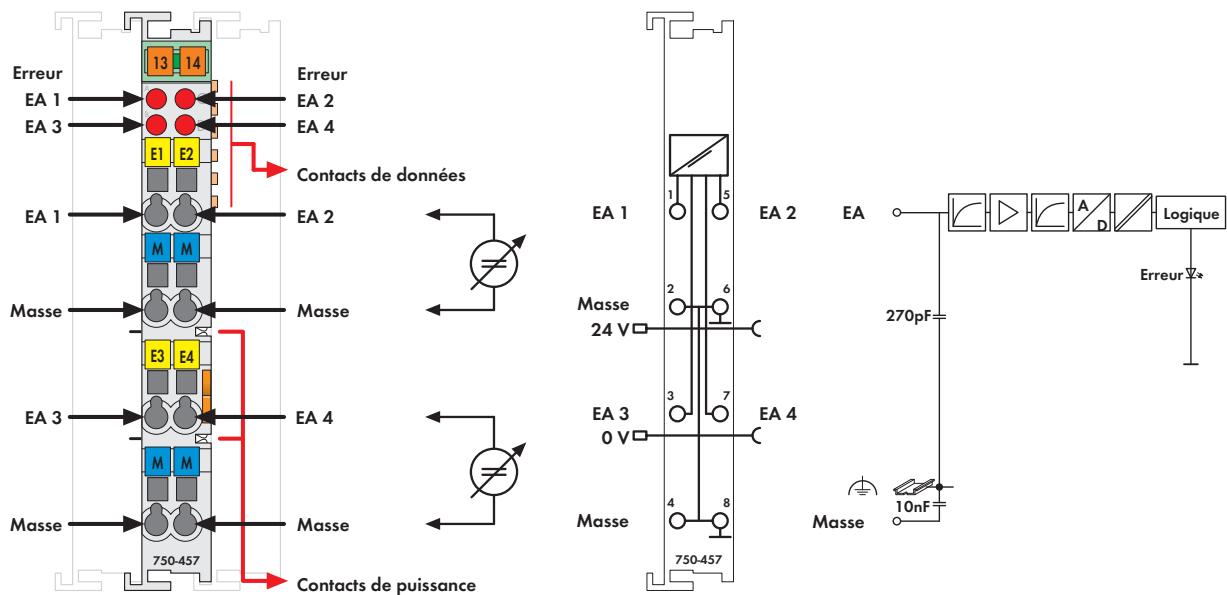 13 14
Erreur
Erreur
EA 1
EA 2
EA 3
EA 4
E1 E2
Contacts de données
EA 1
EA 2
M M
Masse
Masse
E3 E4
EA 3
EA 4
M M
Masse
Masse
750-457
Contacts de puissance
1 5
EA 1
EA 2
2 6
Masse
24 V
3 7
EA 3
EA 4
0 V
4 8
Masse
750-457
EA
A
D
Logique
Erreur
270pF
10nF
Masse